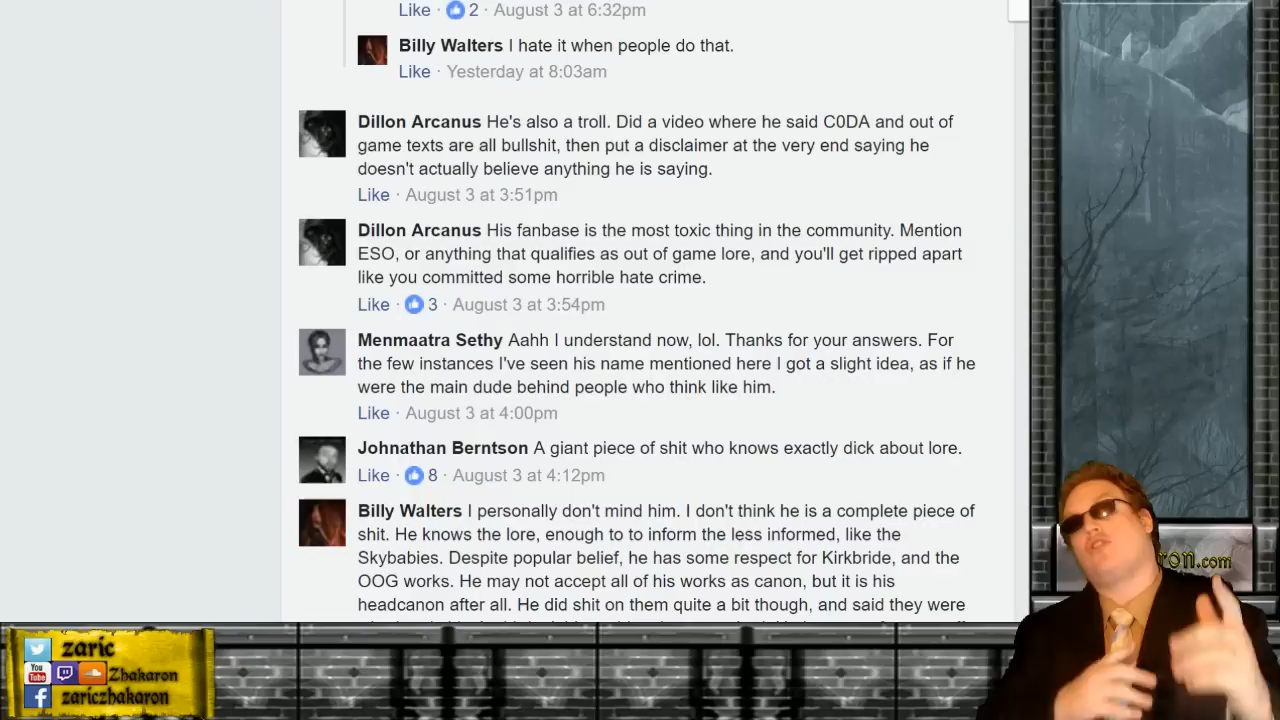 Like · 2 · August 3 at 6:32pm
Billy Walters I hate it when people do that.
Like · Yesterday at 8:03am
Dillon Arcanus He's also a troll. Did a video where he said C0DA and out of
game texts are all bullshit, then put a disclaimer at the very end saying he
doesn't actually believe anything he is saying.
Like · August 3 at 3:51pm
Dillon Arcanus His fanbase is the most toxic thing in the community. Mention
ESO, or anything that qualifies as out of game lore, and you'll get ripped apart
like you committed some horrible hate crime.
Like · 3 · August 3 at 3:54pm
Menmaatra Sethy Aahh I understand now, lol. Thanks for your answers. For
the few instances I've seen his name mentioned here I got a slight idea, as if he
were the main dude behind people who think like him.
Like · August 3 at 4:00pm
Johnathan Berntson A giant piece of shit who knows exactly dick about lore.
Like · 8 · August 3 at 4:12pm
Billy Walters I personally don't mind him. I don't think he is a complete piece of
shit. He knows the lore, enough to to inform the less informed, like the
Skybabies. Despite popular belief, he has some respect for Kirkbride, and the
OOG works. He may not accept all of his works as canon, but it is his
headcanon after all. He did shit on them quite a bit though, and said they were
ron.com
zaric
You Tube Zhakaron
zariczhakaron